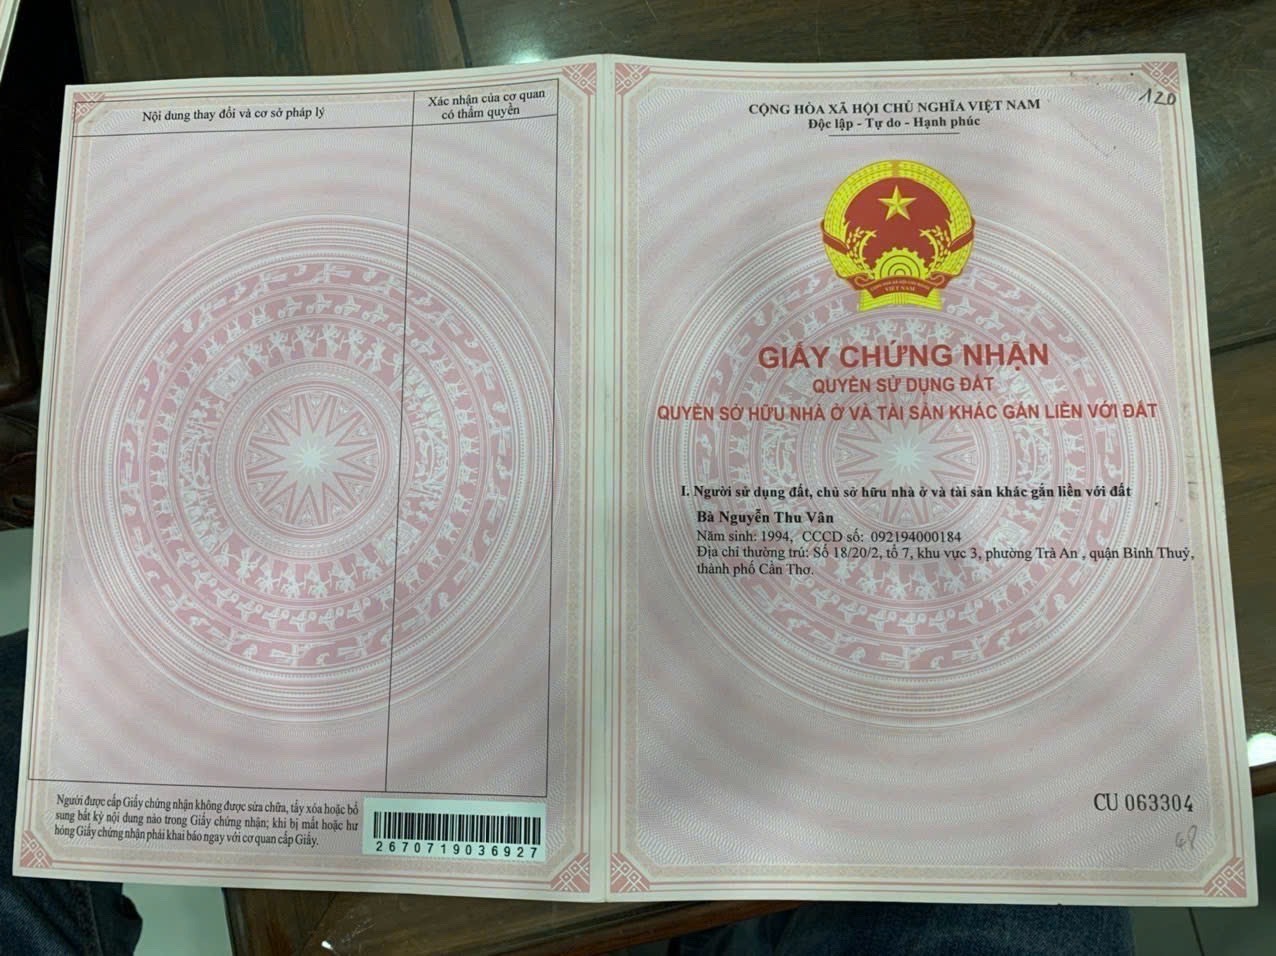 Nội dung thay đổi và cơ sở pháp lý
Xác nhận của cơ quan
có thẩm quyền
Người được cấp Giấy chứng nhận không được sửa chữa, tẩy xóa hoặc bổ
sung bất kỳ nội dung nào trong Giấy chứng nhận; khi bị mất hoặc hư
hỏng Giấy chứng nhận phải khai báo ngay với cơ quan cấp Giấy.
2670719036927
120
CỘNG HÒA XÃ HỘI CHỦ NGHĨA VIỆT NAM
Độc lập - Tự do - Hạnh phúc
VIỆT NAM
GIẤY CHỨNG NHẬN
QUYỀN SỬ DỤNG ĐẤT
QUYỀN SỞ HỮU NHÀ Ở VÀ TÀI SẢN KHÁC GẮN LIỀN VỚI ĐẤT
I. Người sử dụng đất, chủ sở hữu nhà ở và tài sản khác gắn liền với đất
Bà Nguyễn Thu Vân
Năm sinh: 1994, CCCD số: 092194000184
Địa chỉ thường trú: Số 18/20/2, tổ 7, khu vực 3, phường Trà An , quận Bình Thuỷ,
thành phố Cần Thơ.
CU 063304